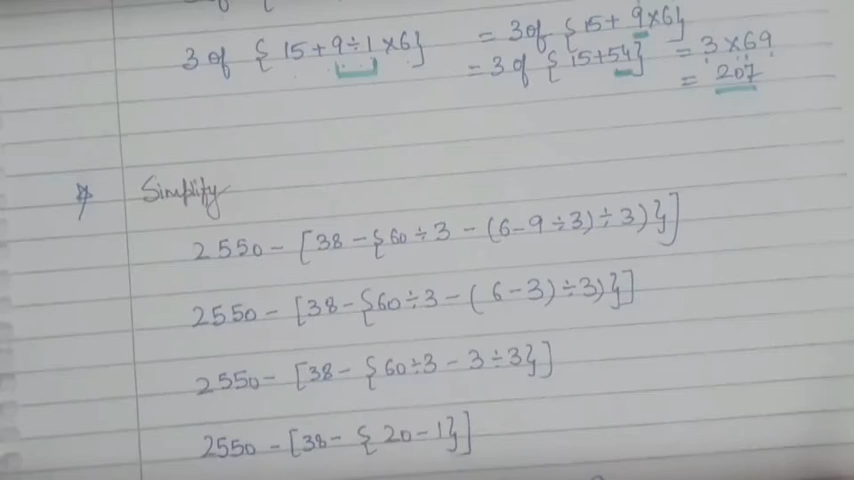 3 of { 15 + 9 ÷ 1 × 6 } = 3 of { 15 + 9 × 6 }
= 3 of { 15 + 54 } = 3 × 69
= 207
Simplify
2550 - [ 38 - { 60 ÷ 3 - ( 6 - 9 ÷ 3 ) ÷ 3 ) } ]
2550 - [ 38 - { 60 ÷ 3 - ( 6 - 3 ) ÷ 3 ) } ]
2550 - [ 38 - { 60 ÷ 3 - 3 ÷ 3 } ]
2550 - [ 38 - { 20 - 1 } ]